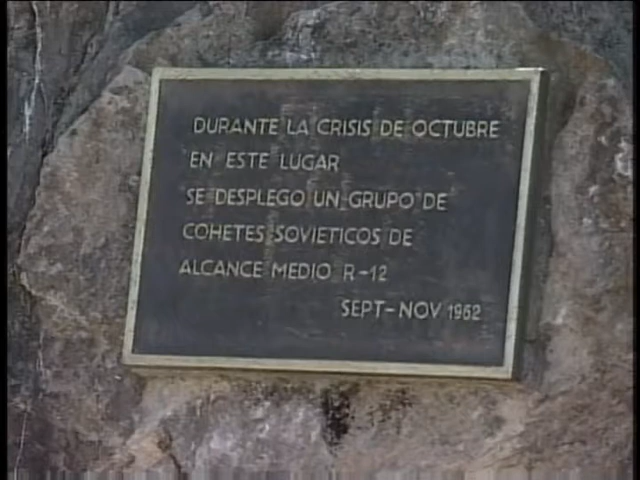 DURANTE LA CRISIS DE OCTUBRE
EN ESTE LUGAR
SE DESPLEGO UN GRUPO DE
COHETES SOVIETICOS DE
ALCANCE MEDIO R-12
SEPT-NOV 1962